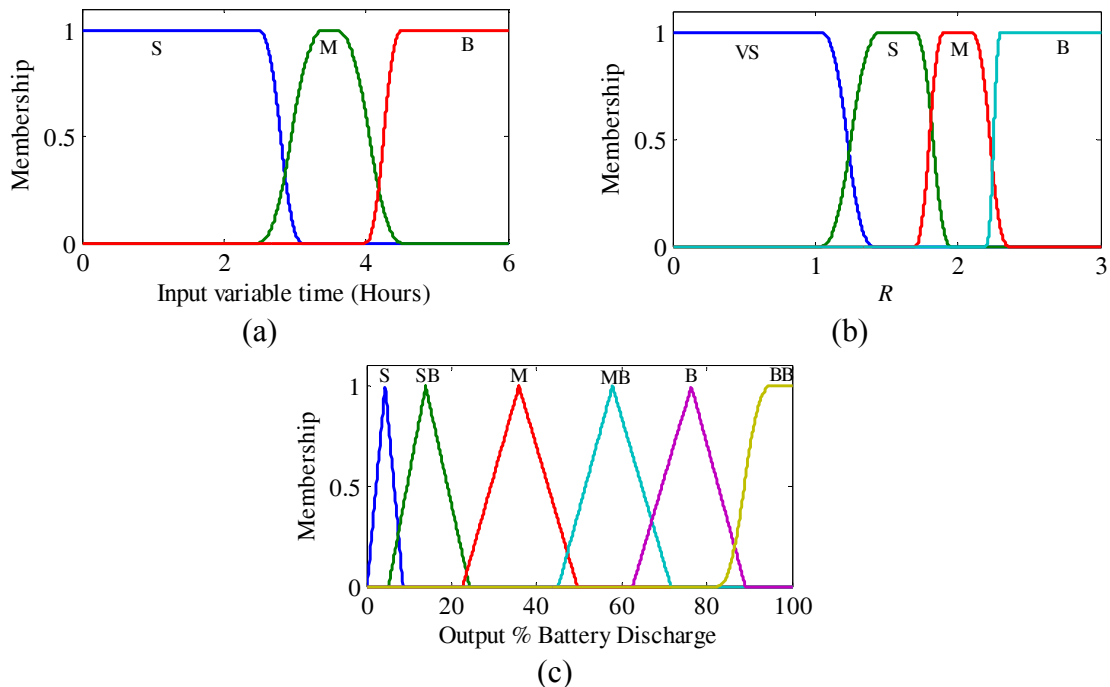 1
S
M
B
0.5
Membership
0
0
2
4
6
Input variable time (Hours)
(a)
1
VS
S
M
B
0.5
Membership
0
0
1
2
3
R
(b)
S
SB
M
MB
B
BB
1
0.5
Membership
0
0
20
40
60
80
100
Output % Battery Discharge
(c)